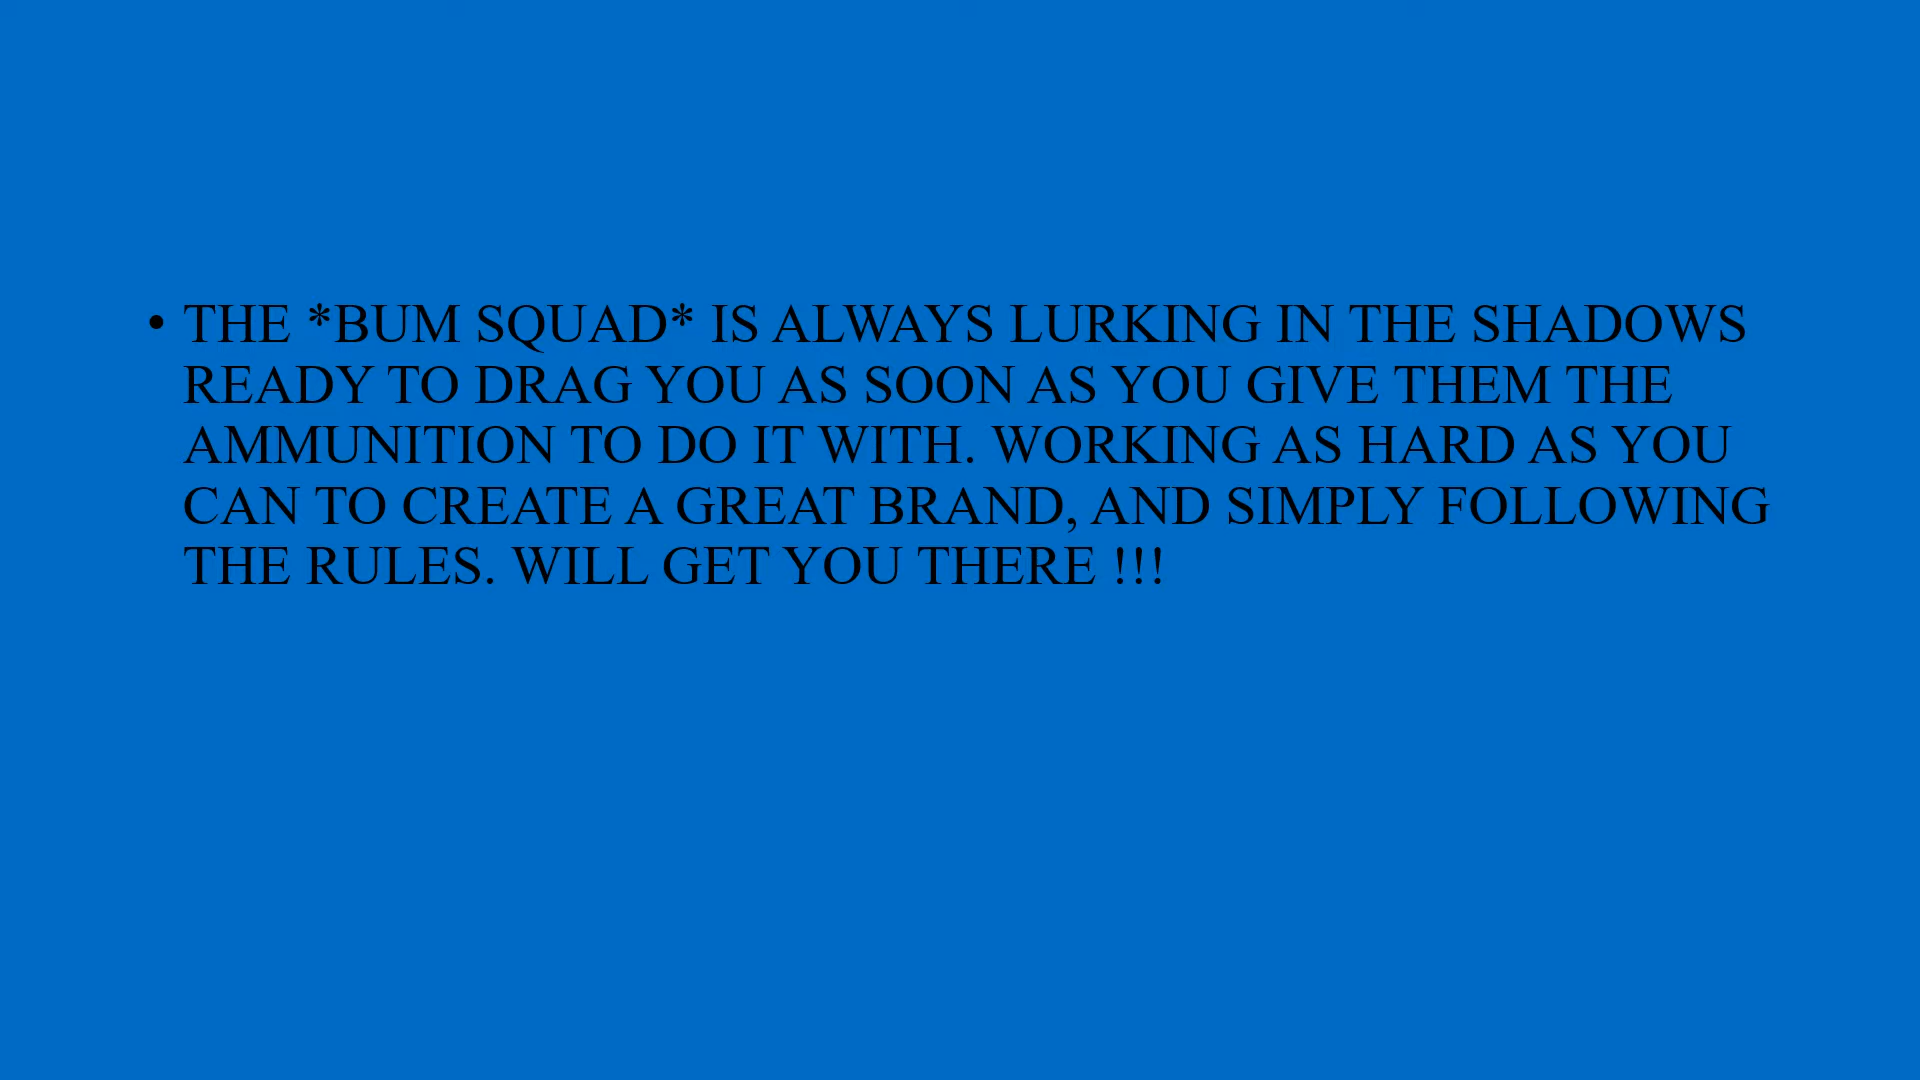 • THE *BUM SQUAD* IS ALWAYS LURKING IN THE SHADOWS
READY TO DRAG YOU AS SOON AS YOU GIVE THEM THE
AMMUNITION TO DO IT WITH. WORKING AS HARD AS YOU
CAN TO CREATE A GREAT BRAND, AND SIMPLY FOLLOWING
THE RULES. WILL GET YOU THERE !!!